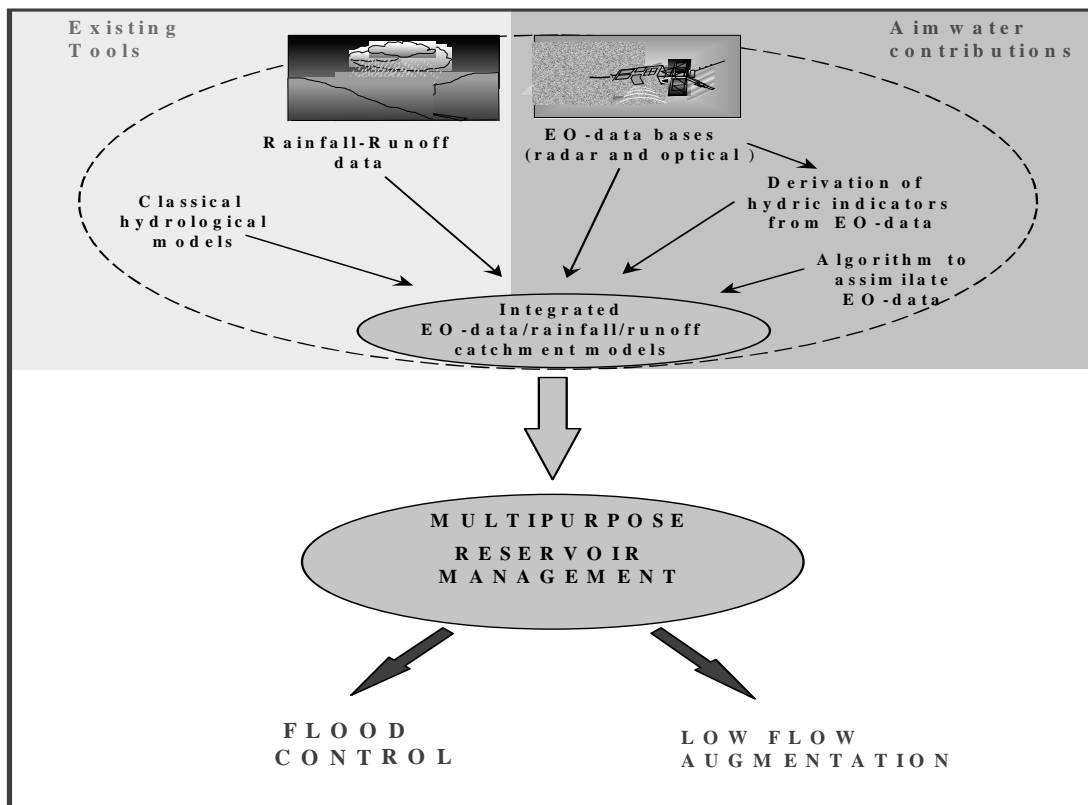 Existing
Tools
Aimwater
contributions
Rainfall-Runoff
data
EO-data bases
(radar and optical)
Classical
hydrological
models
Derivation of
hydric indicators
from EO-data
Algorithm to
assimilate
EO-data
Integrated
EO-data/rainfall/runoff
catchment models
MULTIPURPOSE
RESERVOIR
MANAGEMENT
FLOOD
CONTROL
LOW FLOW
AUGMENTATION